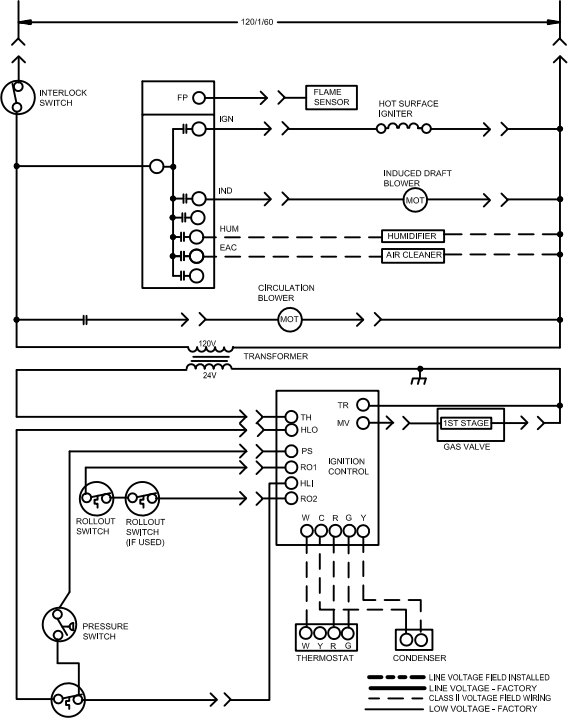 120/1/60
INTERLOCK
SWITCH
FP
FLAME
SENSOR
IGN
HOT SURFACE
IGNITER
INDUCED DRAFT
BLOWER
IND
MOT
HUM
HUMIDIFIER
EAC
AIR CLEANER
CIRCULATION
BLOWER
MOT
120V
TRANSFORMER
24V
TR
TH
MV
1ST STAGE
HLO
GAS VALVE
PS
IGNITION
CONTROL
RO1
HLI
RO2
ROLLOUT
SWITCH
ROLLOUT
SWITCH
(IF USED)
W C R G Y
PRESSURE
SWITCH
W Y R G
THERMOSTAT
CONDENSER
LINE VOLTAGE FIELD INSTALLED
LINE VOLTAGE - FACTORY
CLASS II VOLTAGE FIELD WIRING
LOW VOLTAGE - FACTORY